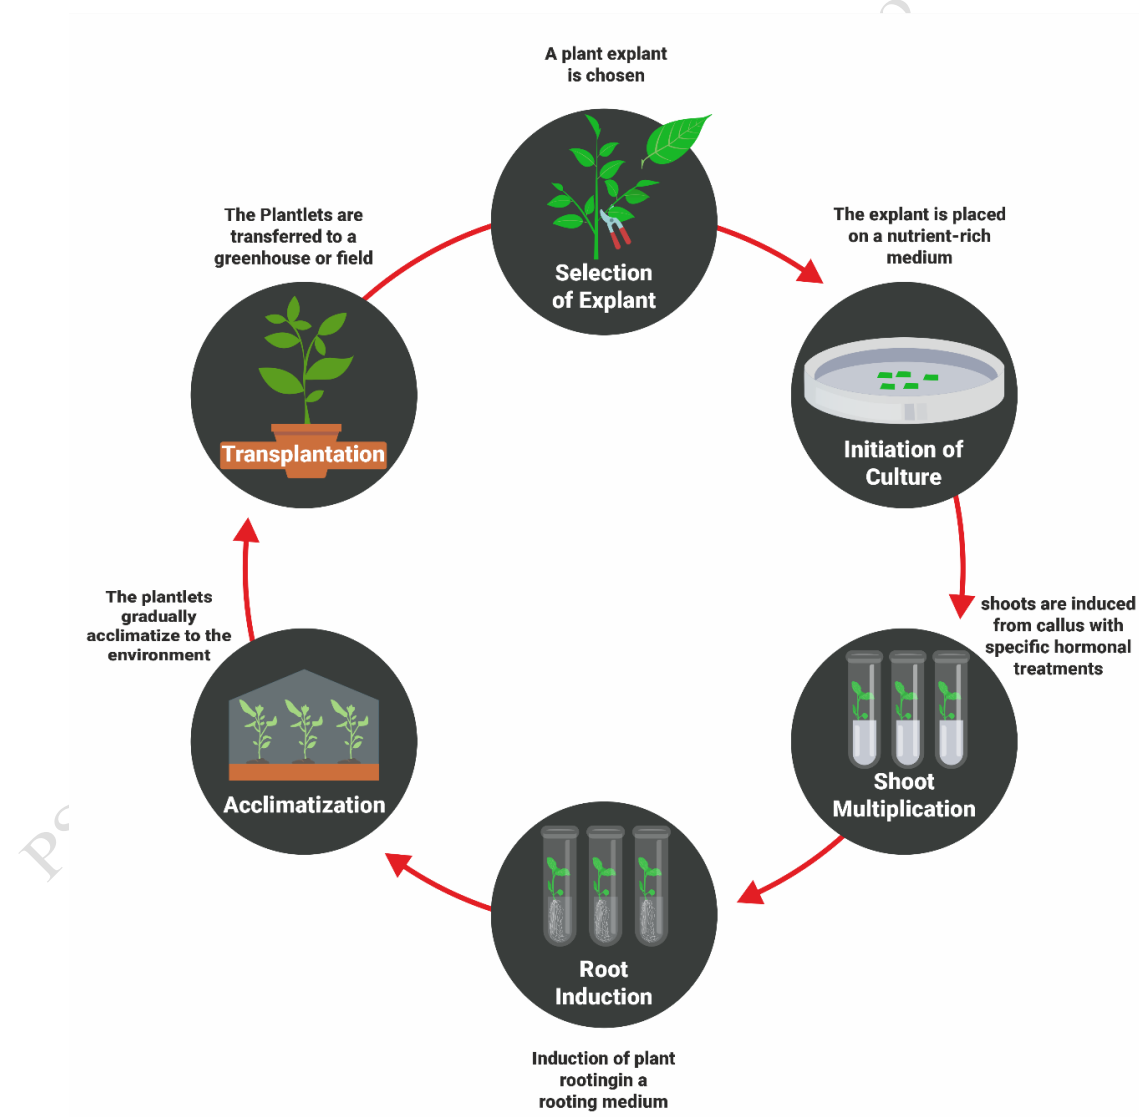 A plant explant
is chosen
Selection
of Explant
The explant is placed
on a nutrient-rich
medium
Initiation of
Culture
shoots are induced
from callus with
specific hormonal
treatments
Shoot
Multiplication
Root
Induction
Induction of plant
rootingin a
rooting medium
The plantlets
gradually
acclimatize to the
environment
Acclimatization
The Plantlets are
transferred to a
greenhouse or field
Transplantation